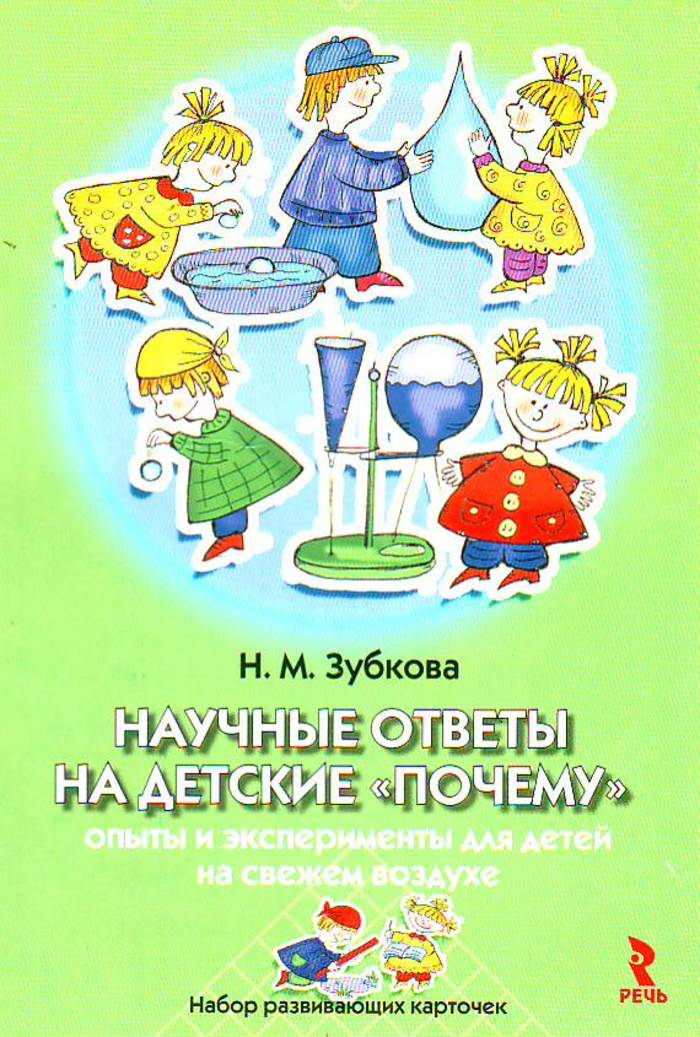 Н. М. Зубкова
НАУЧНЫЕ ОТВЕТЫ
НА ДЕТСКИЕ «ПОЧЕМУ»
опыты и эксперименты для детей
на свежем воздухе
Набор развивающих карточек
РЕЧЬ